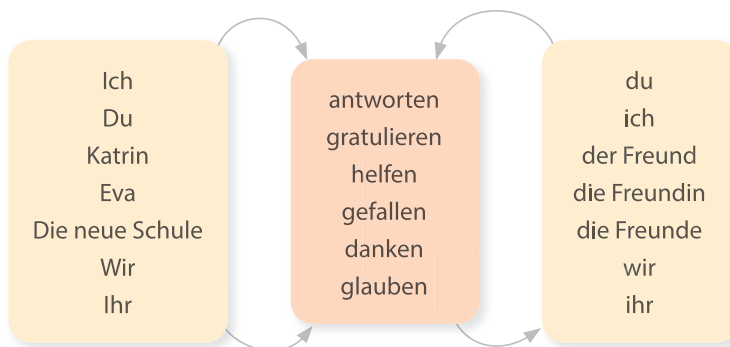 Ich
Du
Katrin
Eva
Die neue Schule
Wir
Ihr
antworten
gratulieren
helfen
gefallen
danken
glauben
du
ich
der Freund
die Freundin
die Freunde
wir
ihr